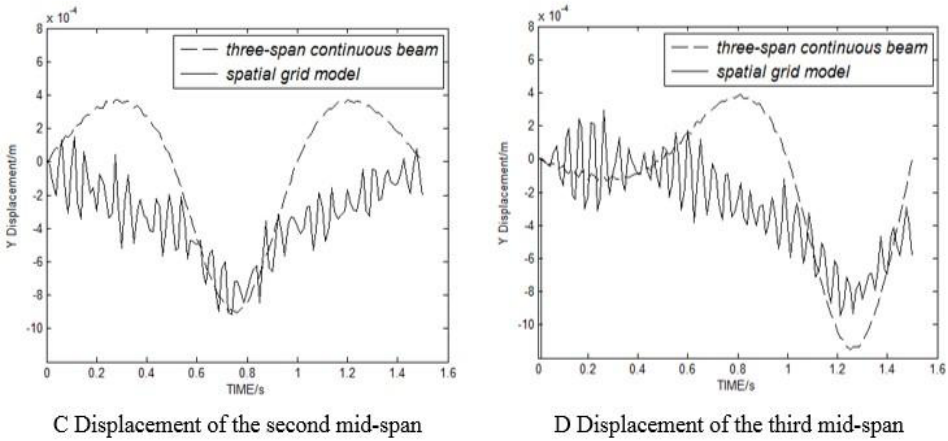 x 10⁻⁴
8
6
4
2
0
-2
-4
-6
-8
-10
Y Displacement/m
three-span continuous beam
spatial grid model
0 0.2 0.4 0.6 0.8 1 1.2 1.4 1.6
TIME/s
C Displacement of the second mid-span
x 10⁻⁴
8
6
4
2
0
-2
-4
-6
-8
-10
Y Displacement/m
three-span continuous beam
spatial grid model
0 0.2 0.4 0.6 0.8 1 1.2 1.4 1.6
TIME/s
D Displacement of the third mid-span